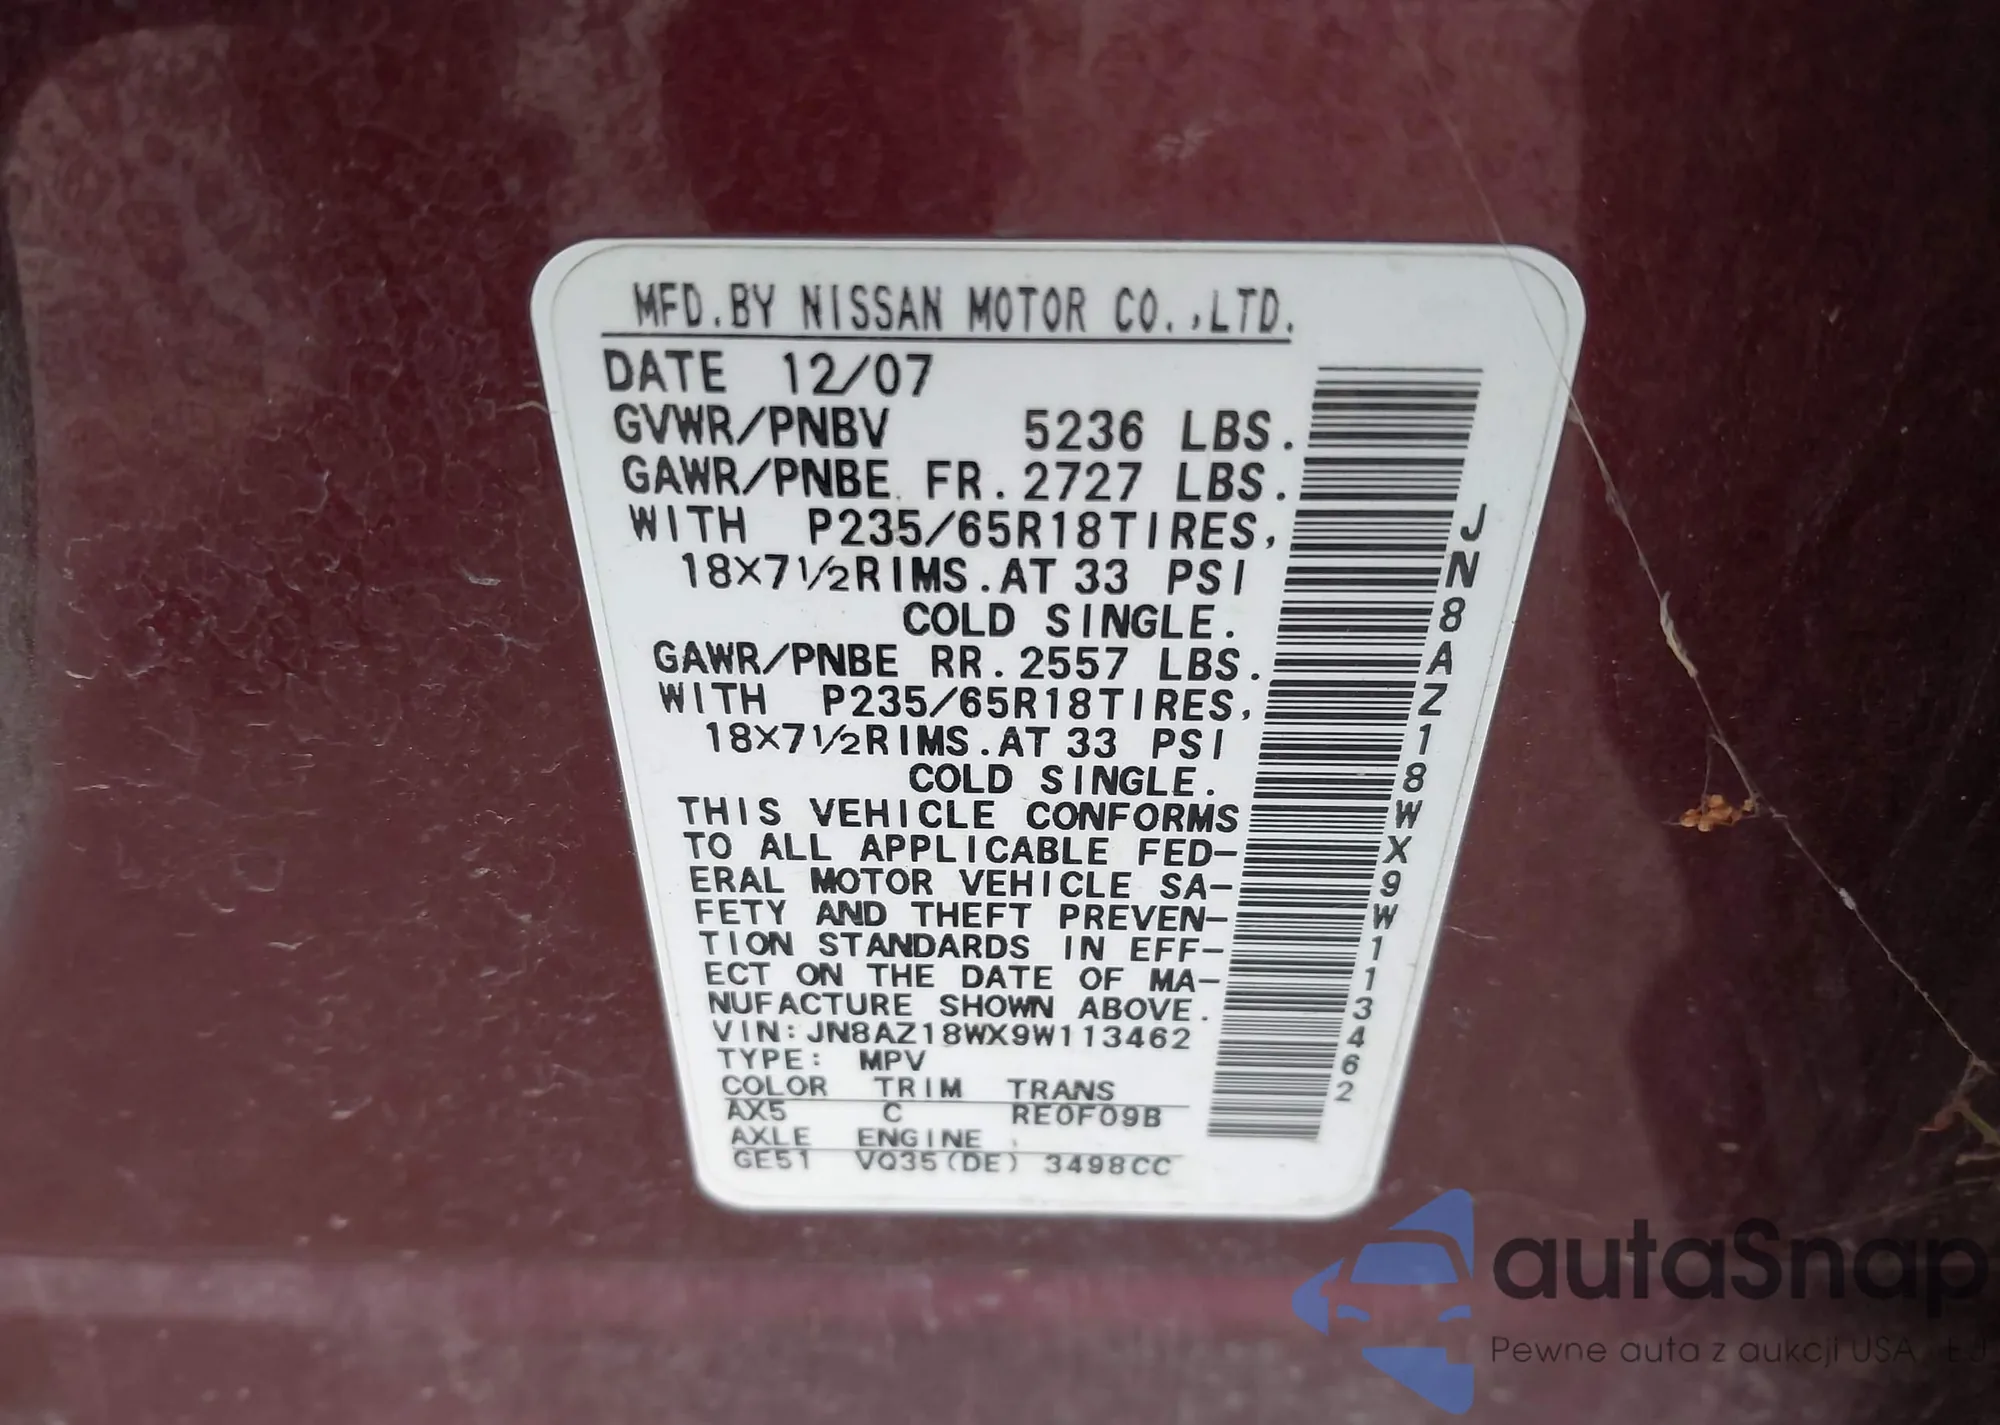 MFD.BY NISSAN MOTOR CO.,LTD.
DATE 12/07
GVWR/PNBV 5236 LBS.
GAWR/PNBE FR. 2727 LBS.
WITH P235/65R18TIRES,
18X7½RIMS.AT 33 PSI
COLD SINGLE.
GAWR/PNBE RR. 2557 LBS.
WITH P235/65R18TIRES,
18X7½RIMS.AT 33 PSI
COLD SINGLE.
THIS VEHICLE CONFORMS
TO ALL APPLICABLE FED-
ERAL MOTOR VEHICLE SA-
FETY AND THEFT PREVEN-
TION STANDARDS IN EFF-
ECT ON THE DATE OF MA-
NUFACTURE SHOWN ABOVE.
VIN:JN8AZ18WX9W113462
TYPE: MPV
COLOR TRIM TRANS
AX5 C RE0F09B
AXLE ENGINE
GE51 VQ35(DE) 3498CC
JN8AZ18WX9W113462
autaSnap
Pewne auta z aukcji USA i EU